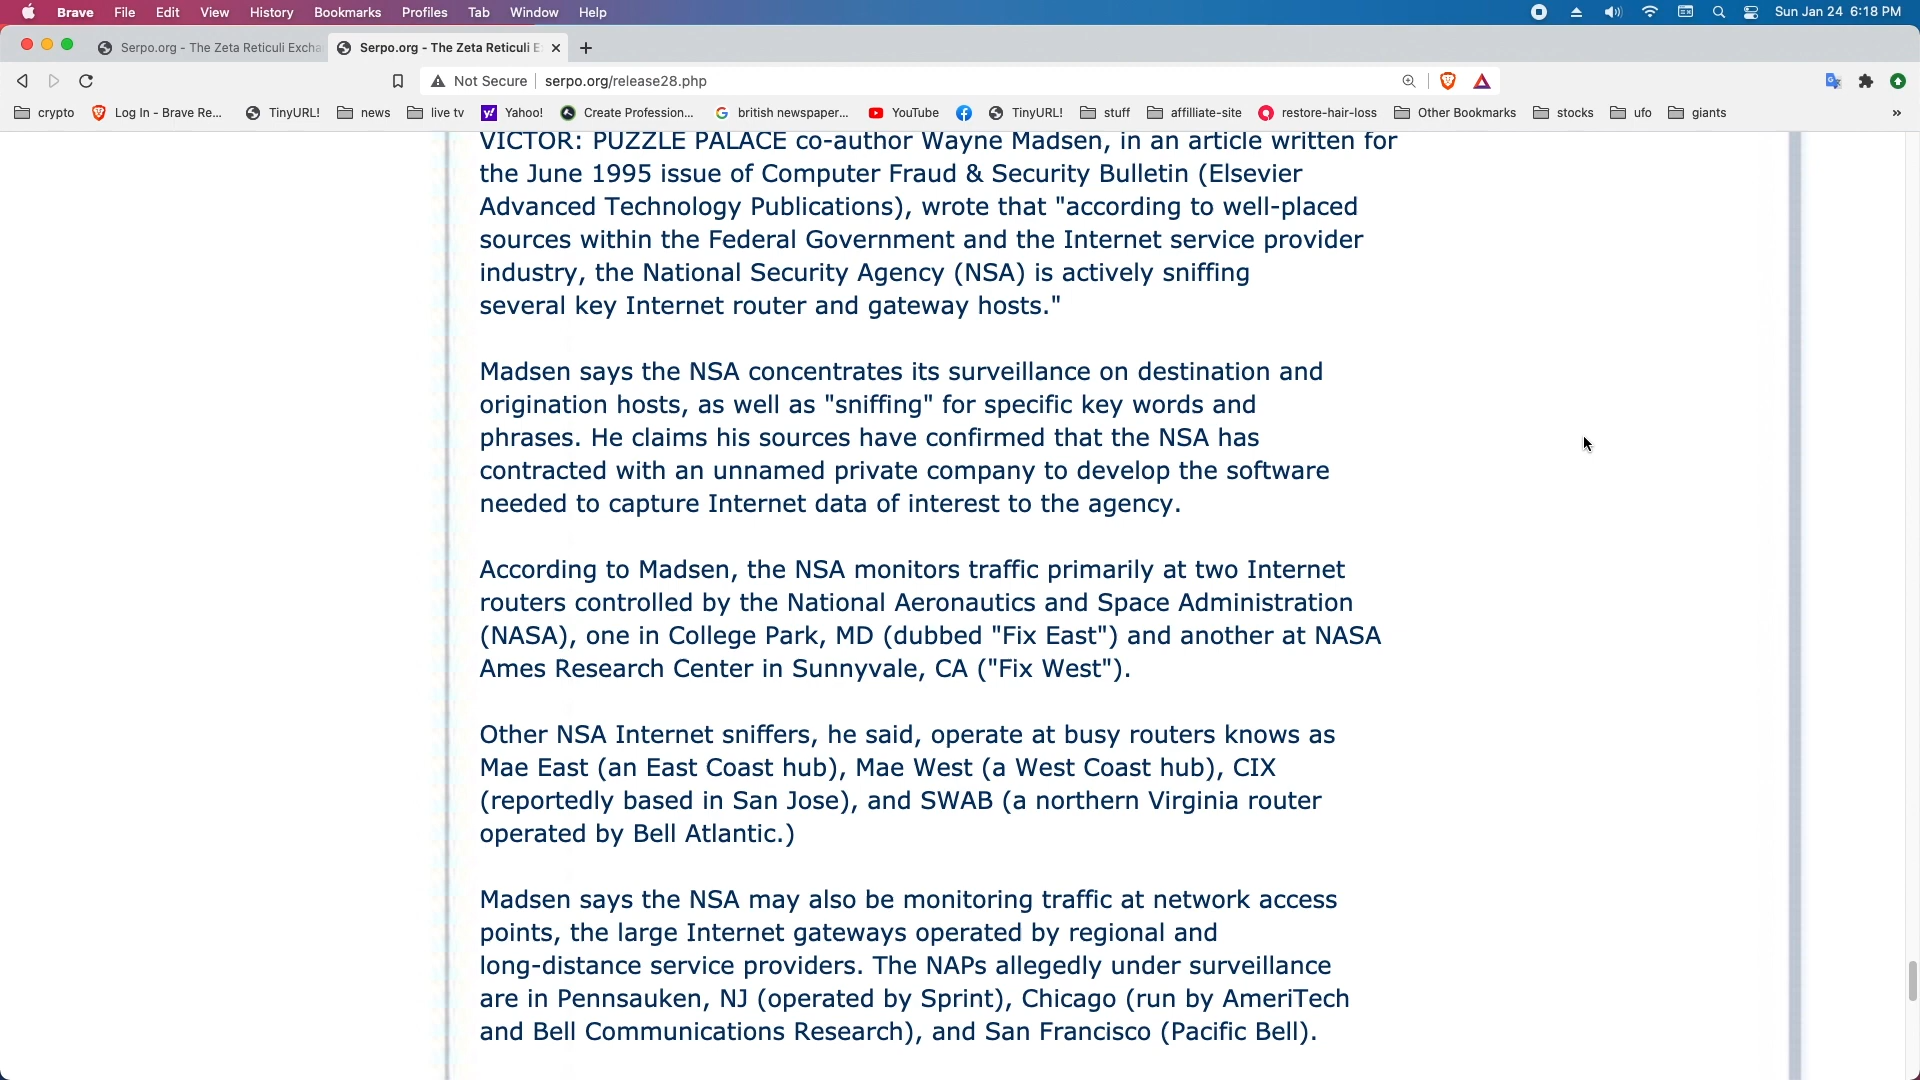 Brave File Edit View History Bookmarks Profiles Tab Window Help Sun Jan 24 6:18 PM
Serpo.org - The Zeta Reticuli Excha Serpo.org - The Zeta Reticuli E
Not Secure serpo.org/release28.php
crypto Log In - Brave Re... TinyURL! news live tv Yahoo! Create Profession... british newspaper... YouTube TinyURL! stuff affilliate-site restore-hair-loss Other Bookmarks stocks ufo giants »
VICTOR: PUZZLE PALACE co-author Wayne Madsen, in an article written for
the June 1995 issue of Computer Fraud & Security Bulletin (Elsevier
Advanced Technology Publications), wrote that "according to well-placed
sources within the Federal Government and the Internet service provider
industry, the National Security Agency (NSA) is actively sniffing
several key Internet router and gateway hosts."
Madsen says the NSA concentrates its surveillance on destination and
origination hosts, as well as "sniffing" for specific key words and
phrases. He claims his sources have confirmed that the NSA has
contracted with an unnamed private company to develop the software
needed to capture Internet data of interest to the agency.
According to Madsen, the NSA monitors traffic primarily at two Internet
routers controlled by the National Aeronautics and Space Administration
(NASA), one in College Park, MD (dubbed "Fix East") and another at NASA
Ames Research Center in Sunnyvale, CA ("Fix West").
Other NSA Internet sniffers, he said, operate at busy routers knows as
Mae East (an East Coast hub), Mae West (a West Coast hub), CIX
(reportedly based in San Jose), and SWAB (a northern Virginia router
operated by Bell Atlantic.)
Madsen says the NSA may also be monitoring traffic at network access
points, the large Internet gateways operated by regional and
long-distance service providers. The NAPs allegedly under surveillance
are in Pennsauken, NJ (operated by Sprint), Chicago (run by AmeriTech
and Bell Communications Research), and San Francisco (Pacific Bell).